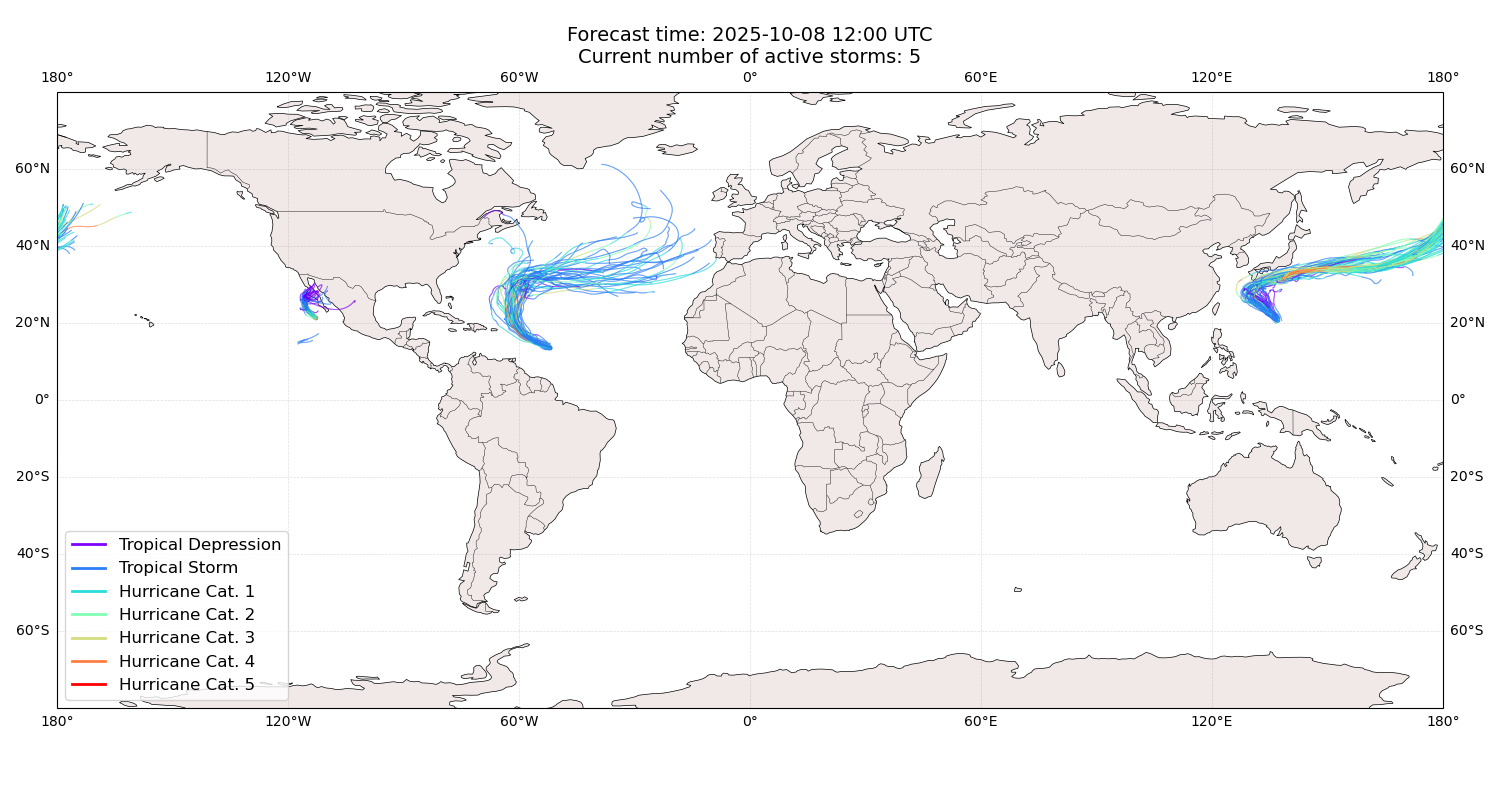 Forecast time: 2025-10-08 12:00 UTC
Current number of active storms: 5
180° 120°W 60°W 0° 60°E 120°E 180°
60°N 60°N
40°N 40°N
20°N 20°N
0° 0°
20°S 20°S
40°S 40°S
60°S 60°S
Tropical Depression
Tropical Storm
Hurricane Cat. 1
Hurricane Cat. 2
Hurricane Cat. 3
Hurricane Cat. 4
Hurricane Cat. 5
180° 120°W 60°W 0° 60°E 120°E 180°